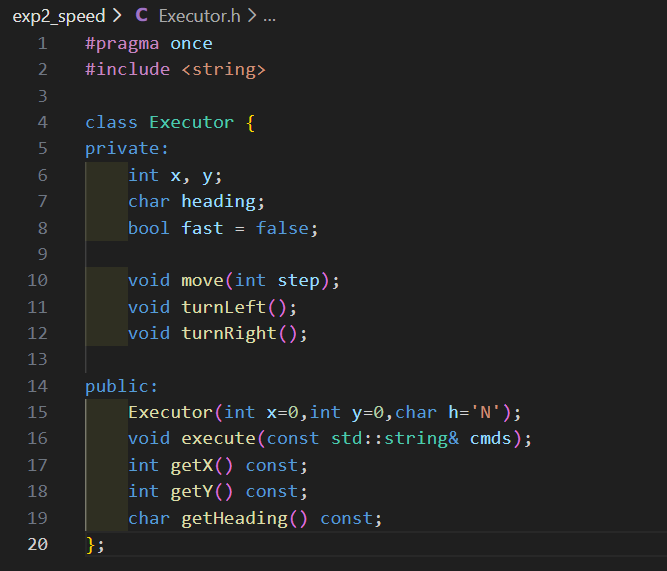 exp2_speed > C Executor.h > ...
1 #pragma once
2 #include <string>
3
4 class Executor {
5 private:
6     int x, y;
7     char heading;
8     bool fast = false;
9
10     void move(int step);
11     void turnLeft();
12     void turnRight();
13
14 public:
15     Executor(int x=0,int y=0,char h='N');
16     void execute(const std::string& cmds);
17     int getX() const;
18     int getY() const;
19     char getHeading() const;
20 };